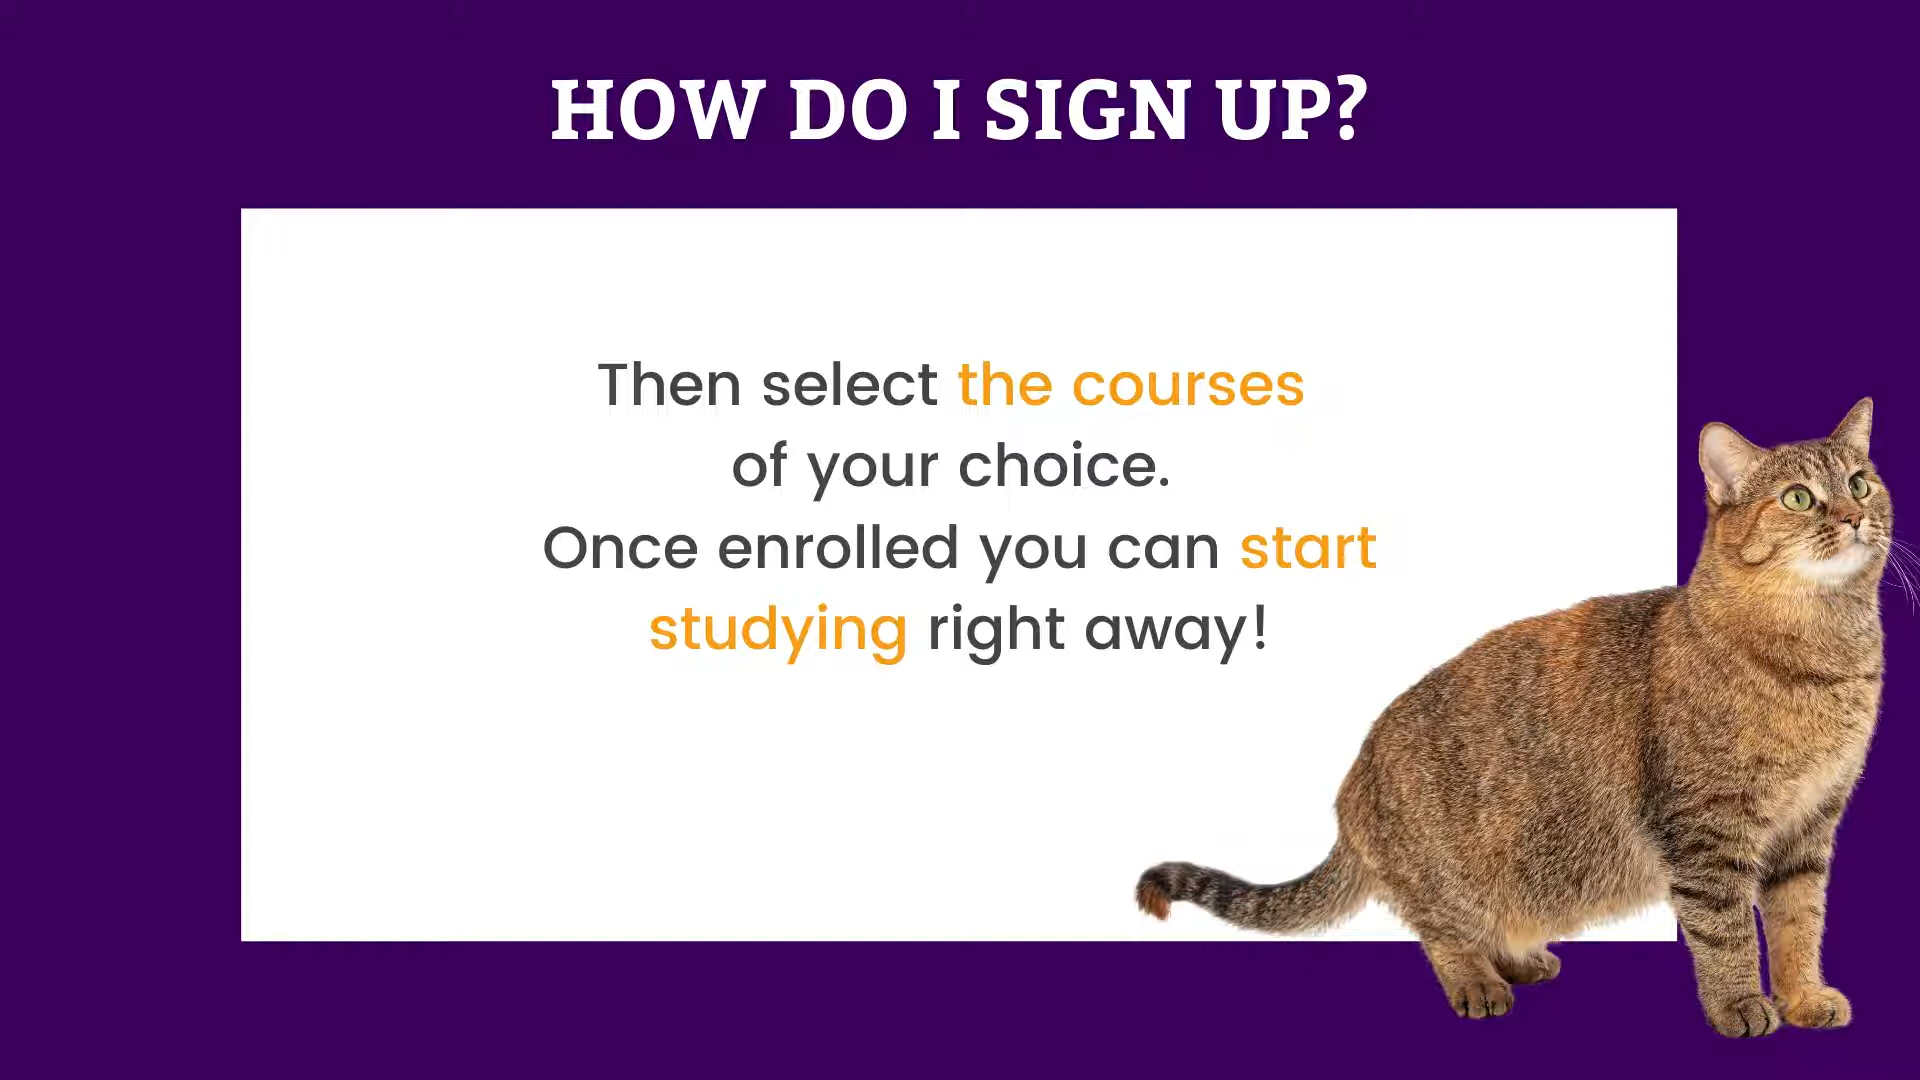 HOW DO I SIGN UP?
Then select the courses
of your choice.
Once enrolled you can start
studying right away!